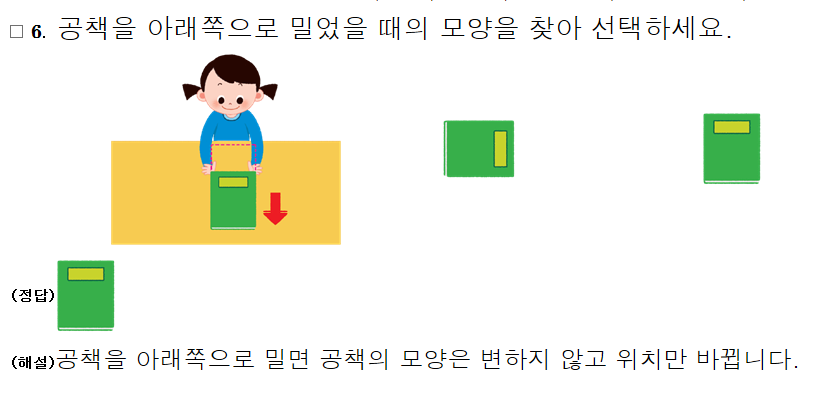 □ 6. 공책을 아래쪽으로 밀었을 때의 모양을 찾아 선택하세요.
(정답)
(해설)공책을 아래쪽으로 밀면 공책의 모양은 변하지 않고 위치만 바뀝니다.